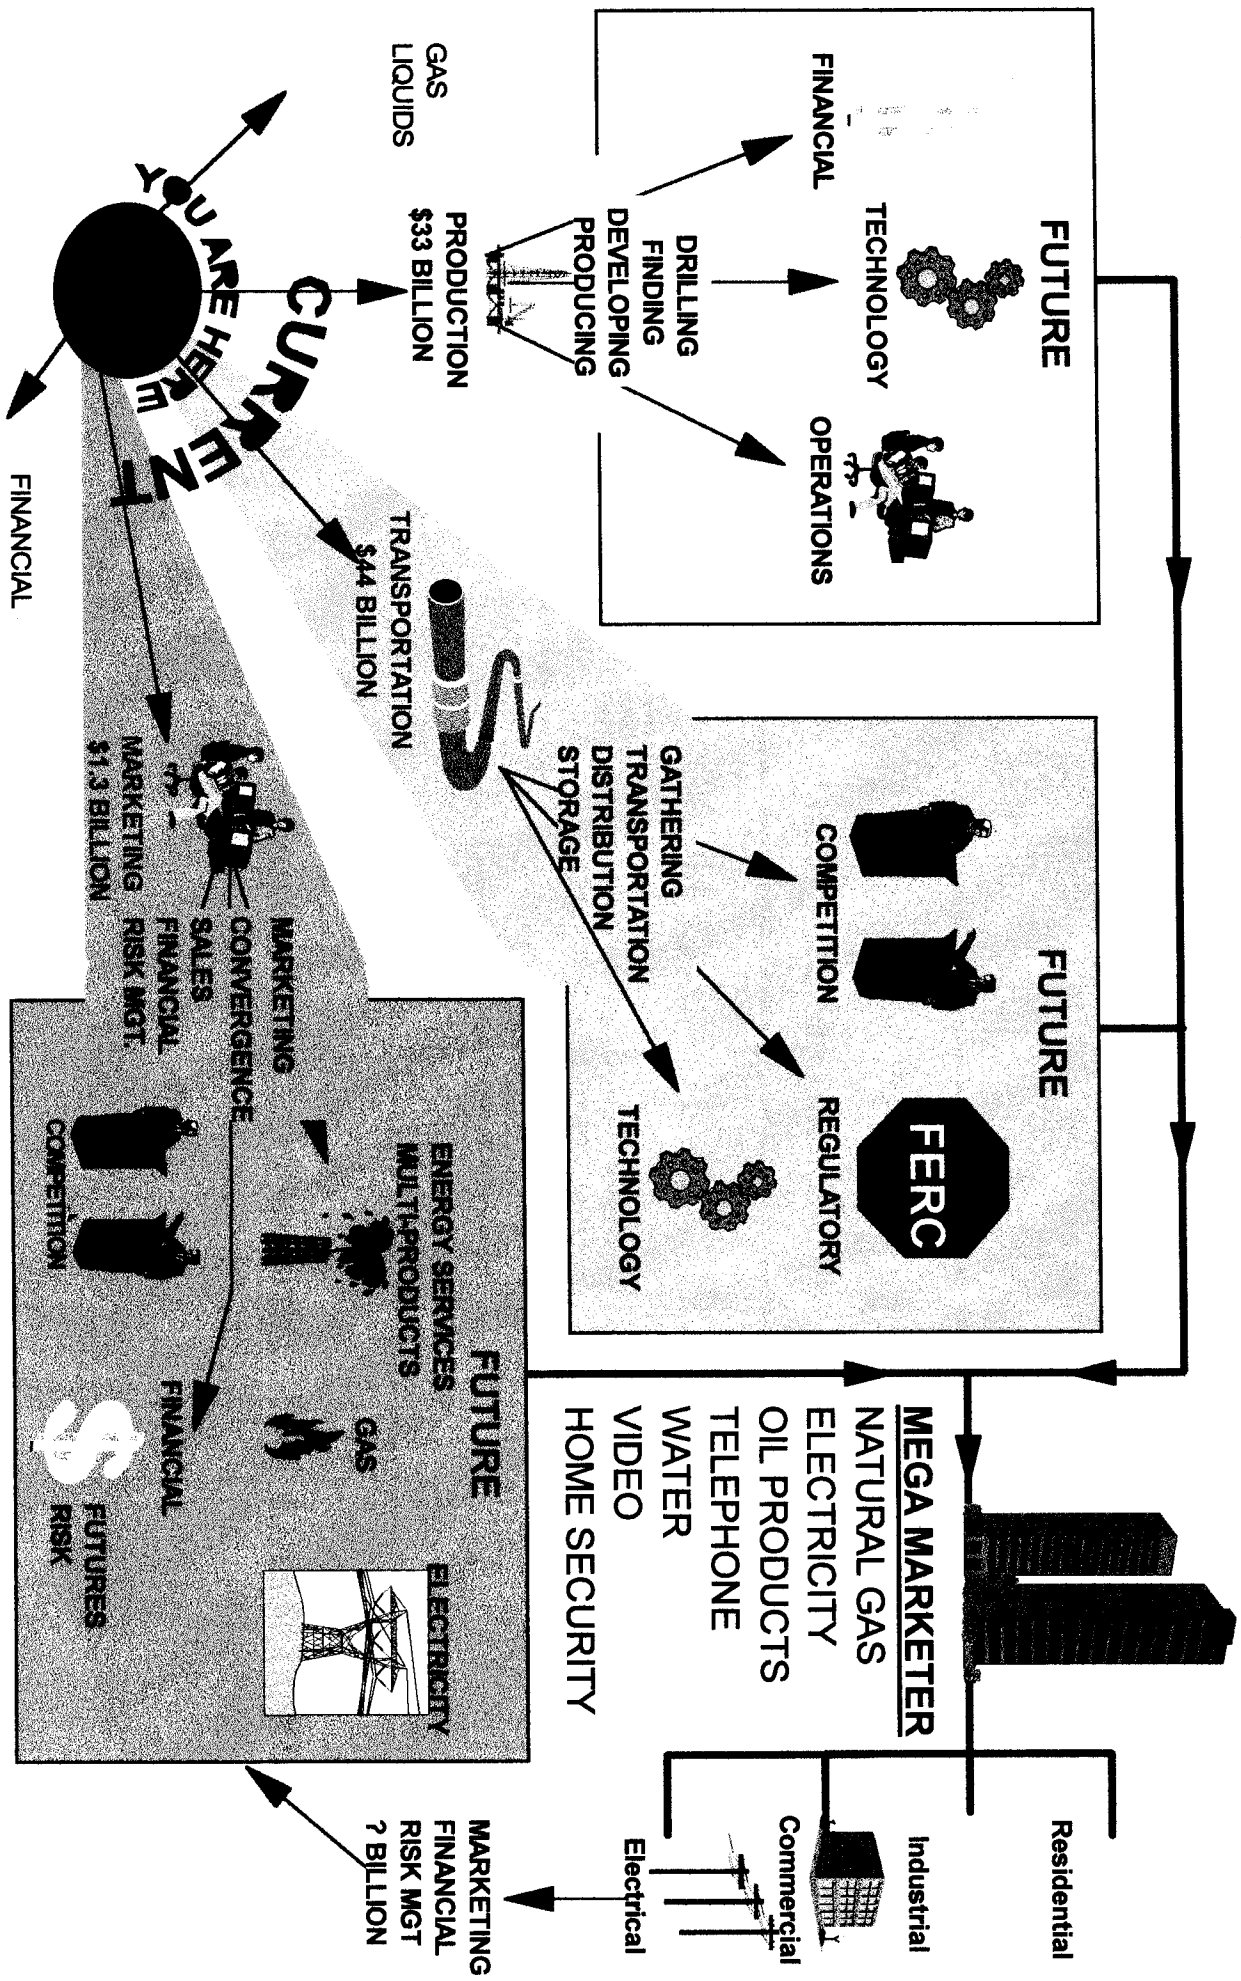 FUTURE
FINANCIAL
TECHNOLOGY
OPERATIONS
DRILLING
FINDING
DEVELOPING
PRODUCING
PRODUCTION
$33 BILLION
GAS
LIQUIDS
YOU ARE HERE
CURRENT
FINANCIAL
TRANSPORTATION
$44 BILLION
FUTURE
COMPETITION
FERC
REGULATORY
GATHERING
TRANSPORTATION
DISTRIBUTION
STORAGE
TECHNOLOGY
MARKETING
$1.3 BILLION
MARKETING
CONVERGENCE
SALES
FINANCIAL
RISK MGT.
FUTURE
ENERGY SERVICES
MULTI-PRODUCTS
GAS
ELECTRICITY
COMPETITION
FINANCIAL
$
FUTURES
RISK
MEGA MARKETER
NATURAL GAS
ELECTRICITY
OIL PRODUCTS
TELEPHONE
WATER
VIDEO
HOME SECURITY
Residential
Industrial
Commercial
Electrical
MARKETING
FINANCIAL
RISK MGT
? BILLION